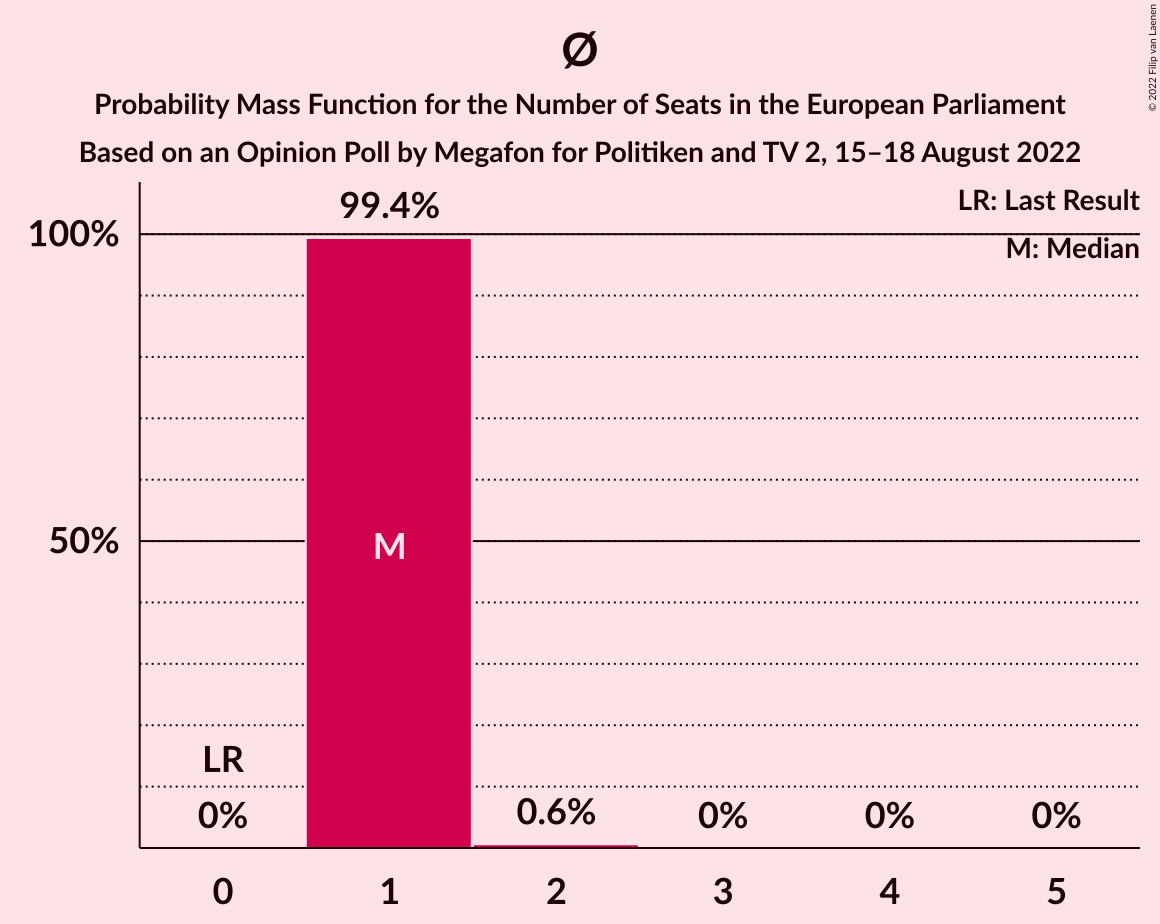 Ø
Probability Mass Function for the Number of Seats in the European Parliament
Based on an Opinion Poll by Megafon for Politiken and TV 2, 15–18 August 2022
© 2022 Filip van Laenen
LR: Last Result
M: Median
100%
50%
99.4%
M
LR
0%
0.6%
0%
0%
0%
0
1
2
3
4
5